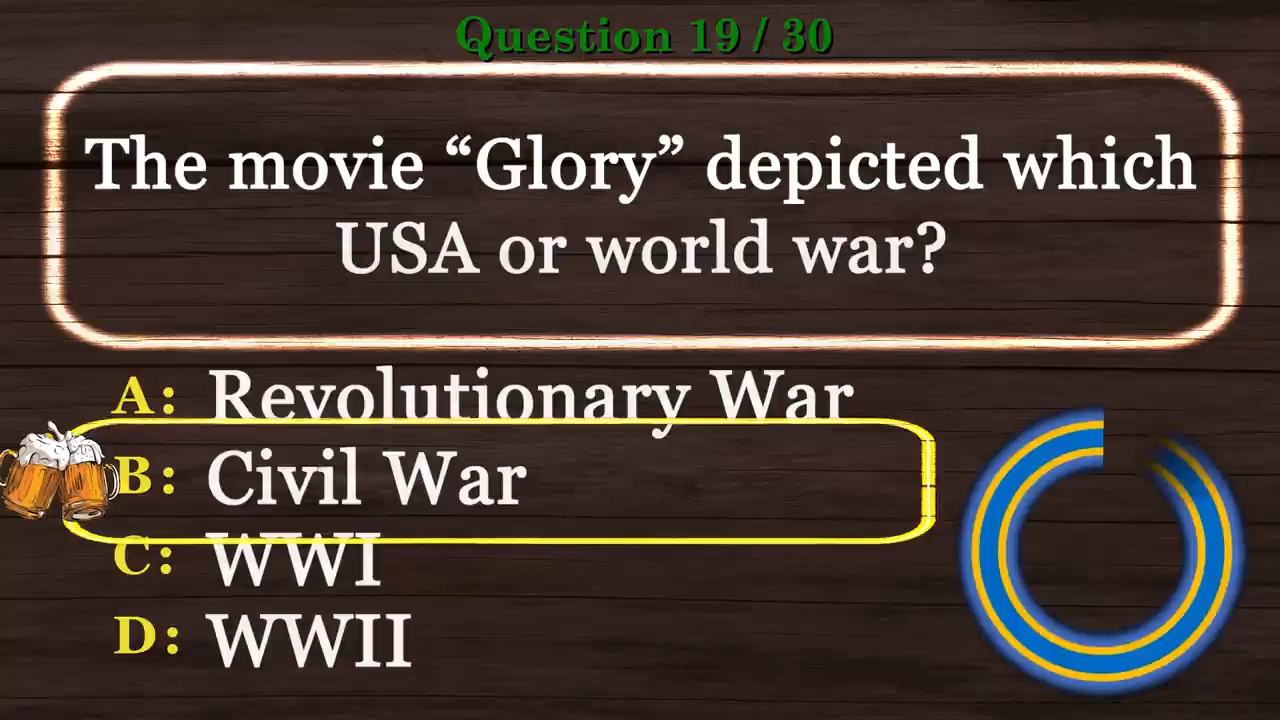 Question 19 / 30
The movie “Glory” depicted which
USA or world war?
A: Revolutionary War
B: Civil War
C: WWI
D: WWII